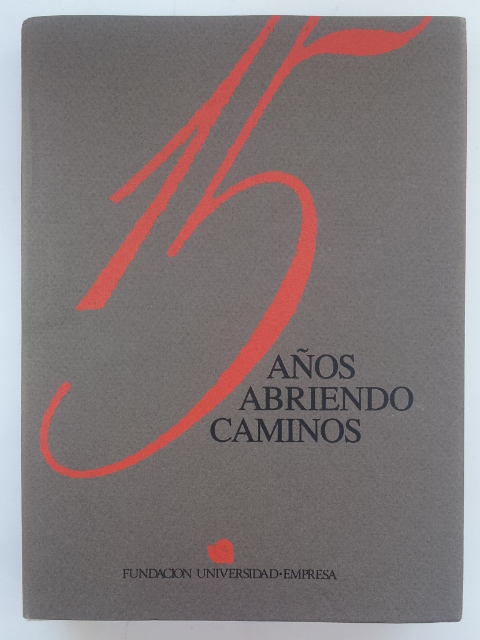 15
AÑOS
ABRIENDO
CAMINOS
FUNDACION UNIVERSIDAD·EMPRESA